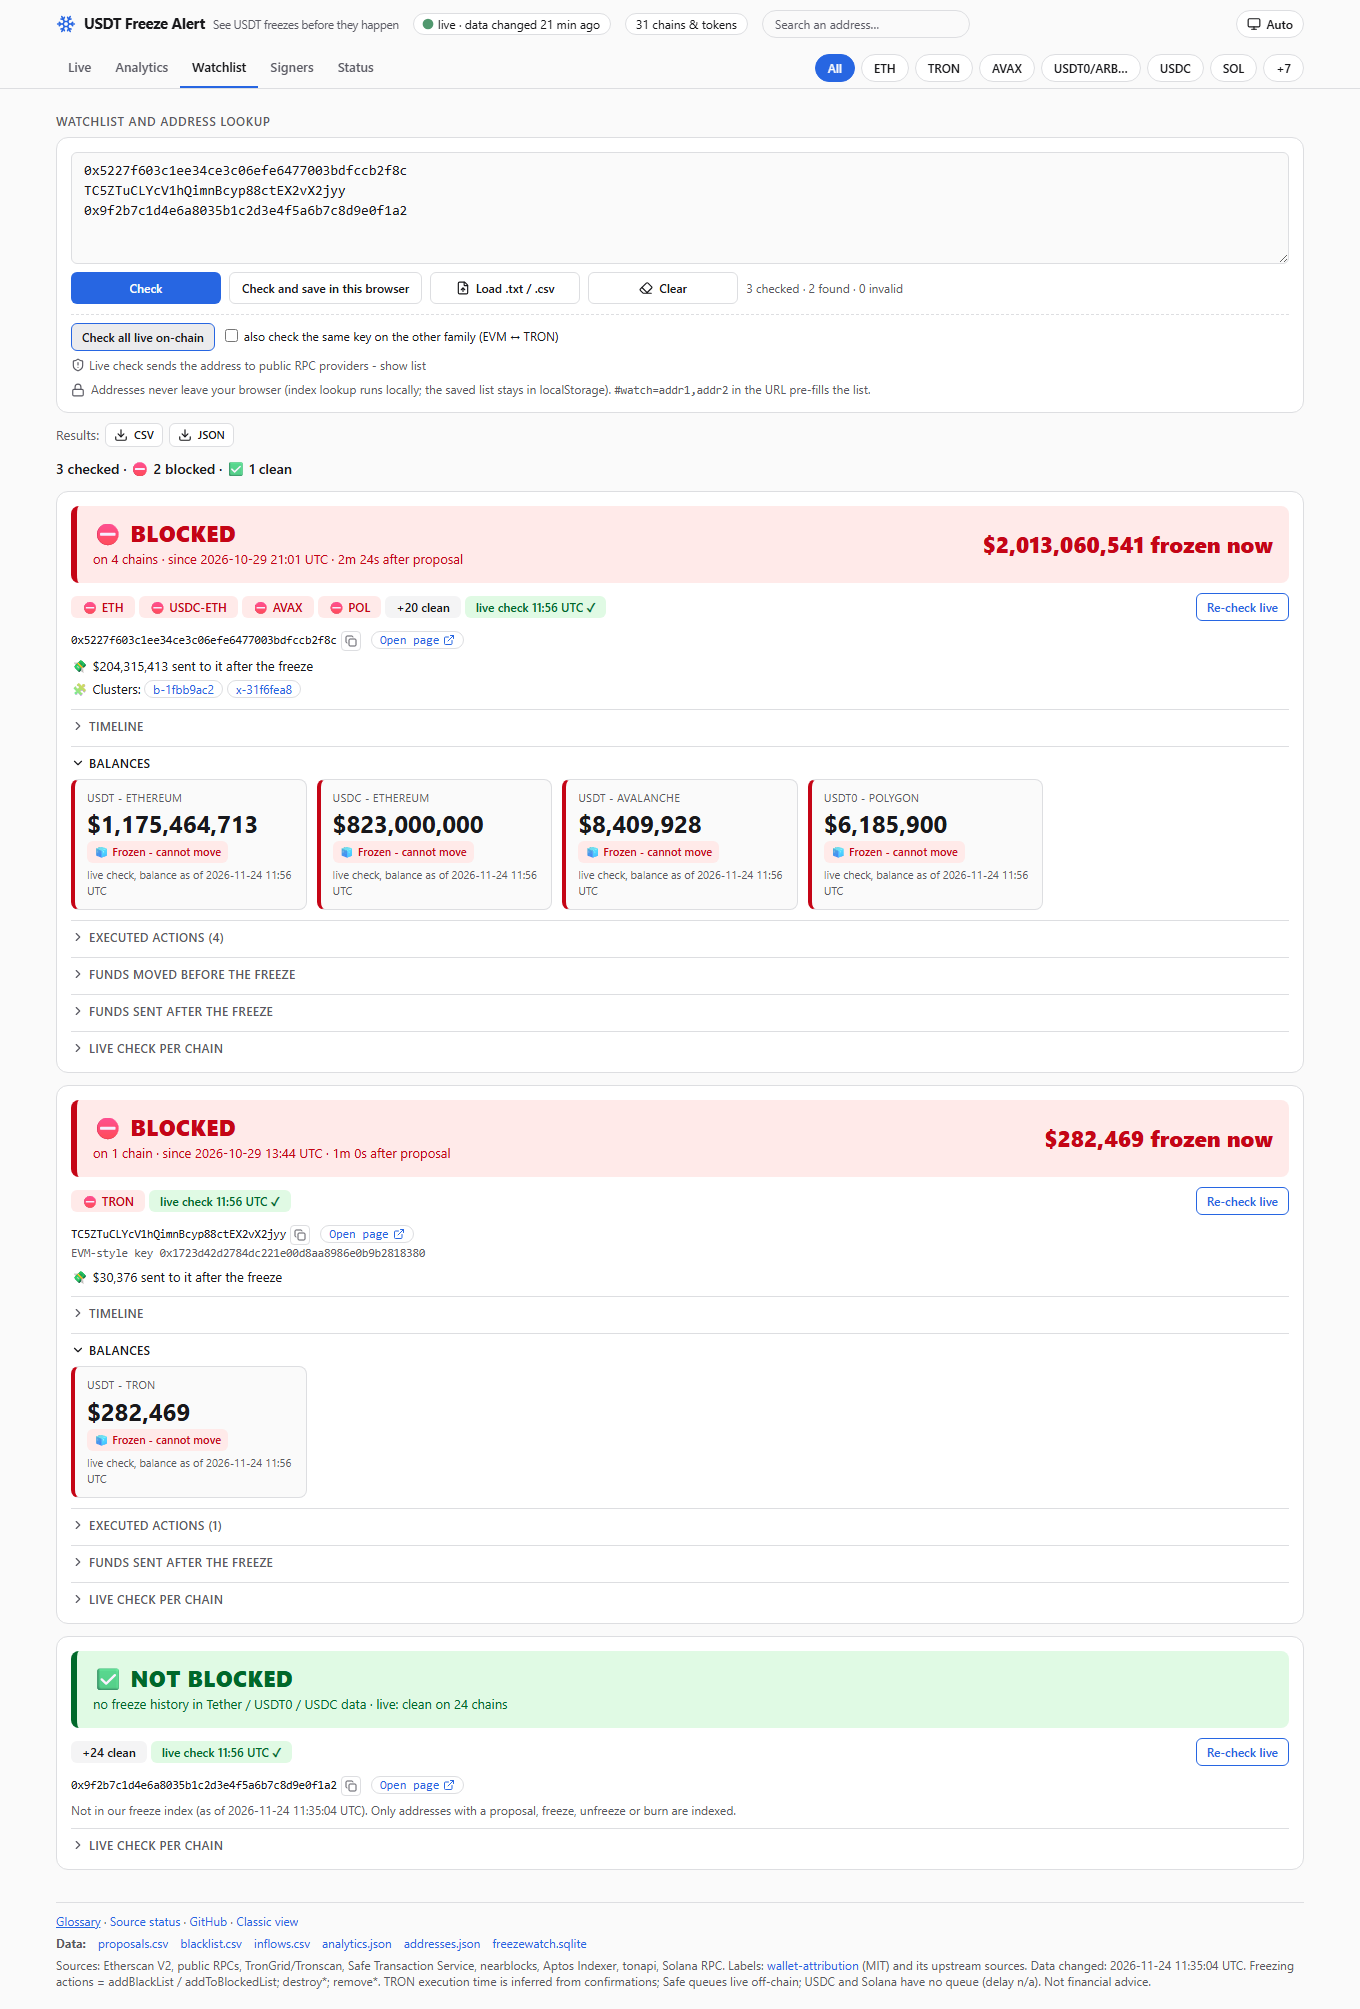 USDT Freeze Alert See USDT freezes before they happen live · data changed 21 min ago 31 chains & tokens Search an address... Auto
Live Analytics Watchlist Signers Status All ETH TRON AVAX USDT0/ARB... USDC SOL +7
WATCHLIST AND ADDRESS LOOKUP
0x5227f603c1ee34ce3c06efe6477003bdfccb2f8c
TC5ZTuCLYcV1hQimnBcyp88ctEX2vX2jyy
0x9f2b7c1d4e6a8035b1c2d3e4f5a6b7c8d9e0f1a2
Check Check and save in this browser Load .txt / .csv Clear 3 checked · 2 found · 0 invalid
Check all live on-chain also check the same key on the other family (EVM ↔ TRON)
Live check sends the address to public RPC providers - show list
Addresses never leave your browser (index lookup runs locally; the saved list stays in localStorage). #watch=addr1,addr2 in the URL pre-fills the list.
Results: CSV JSON
3 checked · ⛔ 2 blocked · ✅ 1 clean
⛔ BLOCKED
on 4 chains · since 2026-10-29 21:01 UTC · 2m 24s after proposal
$2,013,060,541 frozen now
⛔ ETH ⛔ USDC-ETH ⛔ AVAX ⛔ POL +20 clean live check 11:56 UTC ✓ Re-check live
0x5227f603c1ee34ce3c06efe6477003bdfccb2f8c Open page
💸 $204,315,413 sent to it after the freeze
🧩 Clusters: b-1fbb9ac2 x-31f6fea8
TIMELINE
BALANCES
USDT - ETHEREUM
$1,175,464,713
🧊 Frozen - cannot move
live check, balance as of 2026-11-24 11:56
UTC
USDC - ETHEREUM
$823,000,000
🧊 Frozen - cannot move
live check, balance as of 2026-11-24 11:56
UTC
USDT - AVALANCHE
$8,409,928
🧊 Frozen - cannot move
live check, balance as of 2026-11-24 11:56
UTC
USDT0 - POLYGON
$6,185,900
🧊 Frozen - cannot move
live check, balance as of 2026-11-24 11:56
UTC
EXECUTED ACTIONS (4)
FUNDS MOVED BEFORE THE FREEZE
FUNDS SENT AFTER THE FREEZE
LIVE CHECK PER CHAIN
⛔ BLOCKED
on 1 chain · since 2026-10-29 13:44 UTC · 1m 0s after proposal
$282,469 frozen now
⛔ TRON live check 11:56 UTC ✓ Re-check live
TC5ZTuCLYcV1hQimnBcyp88ctEX2vX2jyy Open page
EVM-style key 0x1723d42d2784dc221e00d8aa8986e0b9b2818380
💸 $30,376 sent to it after the freeze
TIMELINE
BALANCES
USDT - TRON
$282,469
🧊 Frozen - cannot move
live check, balance as of 2026-11-24 11:56
UTC
EXECUTED ACTIONS (1)
FUNDS SENT AFTER THE FREEZE
LIVE CHECK PER CHAIN
✅ NOT BLOCKED
no freeze history in Tether / USDT0 / USDC data · live: clean on 24 chains
+24 clean live check 11:56 UTC ✓ Re-check live
0x9f2b7c1d4e6a8035b1c2d3e4f5a6b7c8d9e0f1a2 Open page
Not in our freeze index (as of 2026-11-24 11:35:04 UTC). Only addresses with a proposal, freeze, unfreeze or burn are indexed.
LIVE CHECK PER CHAIN
Glossary · Source status · GitHub · Classic view
Data: proposals.csv blacklist.csv inflows.csv analytics.json addresses.json freezewatch.sqlite
Sources: Etherscan V2, public RPCs, TronGrid/Tronscan, Safe Transaction Service, nearblocks, Aptos Indexer, tonapi, Solana RPC. Labels: wallet-attribution (MIT) and its upstream sources. Data changed: 2026-11-24 11:35:04 UTC. Freezing
actions = addBlackList / addToBlockedList; destroy*; remove*. TRON execution time is inferred from confirmations; Safe queues live off-chain; USDC and Solana have no queue (delay n/a). Not financial advice.